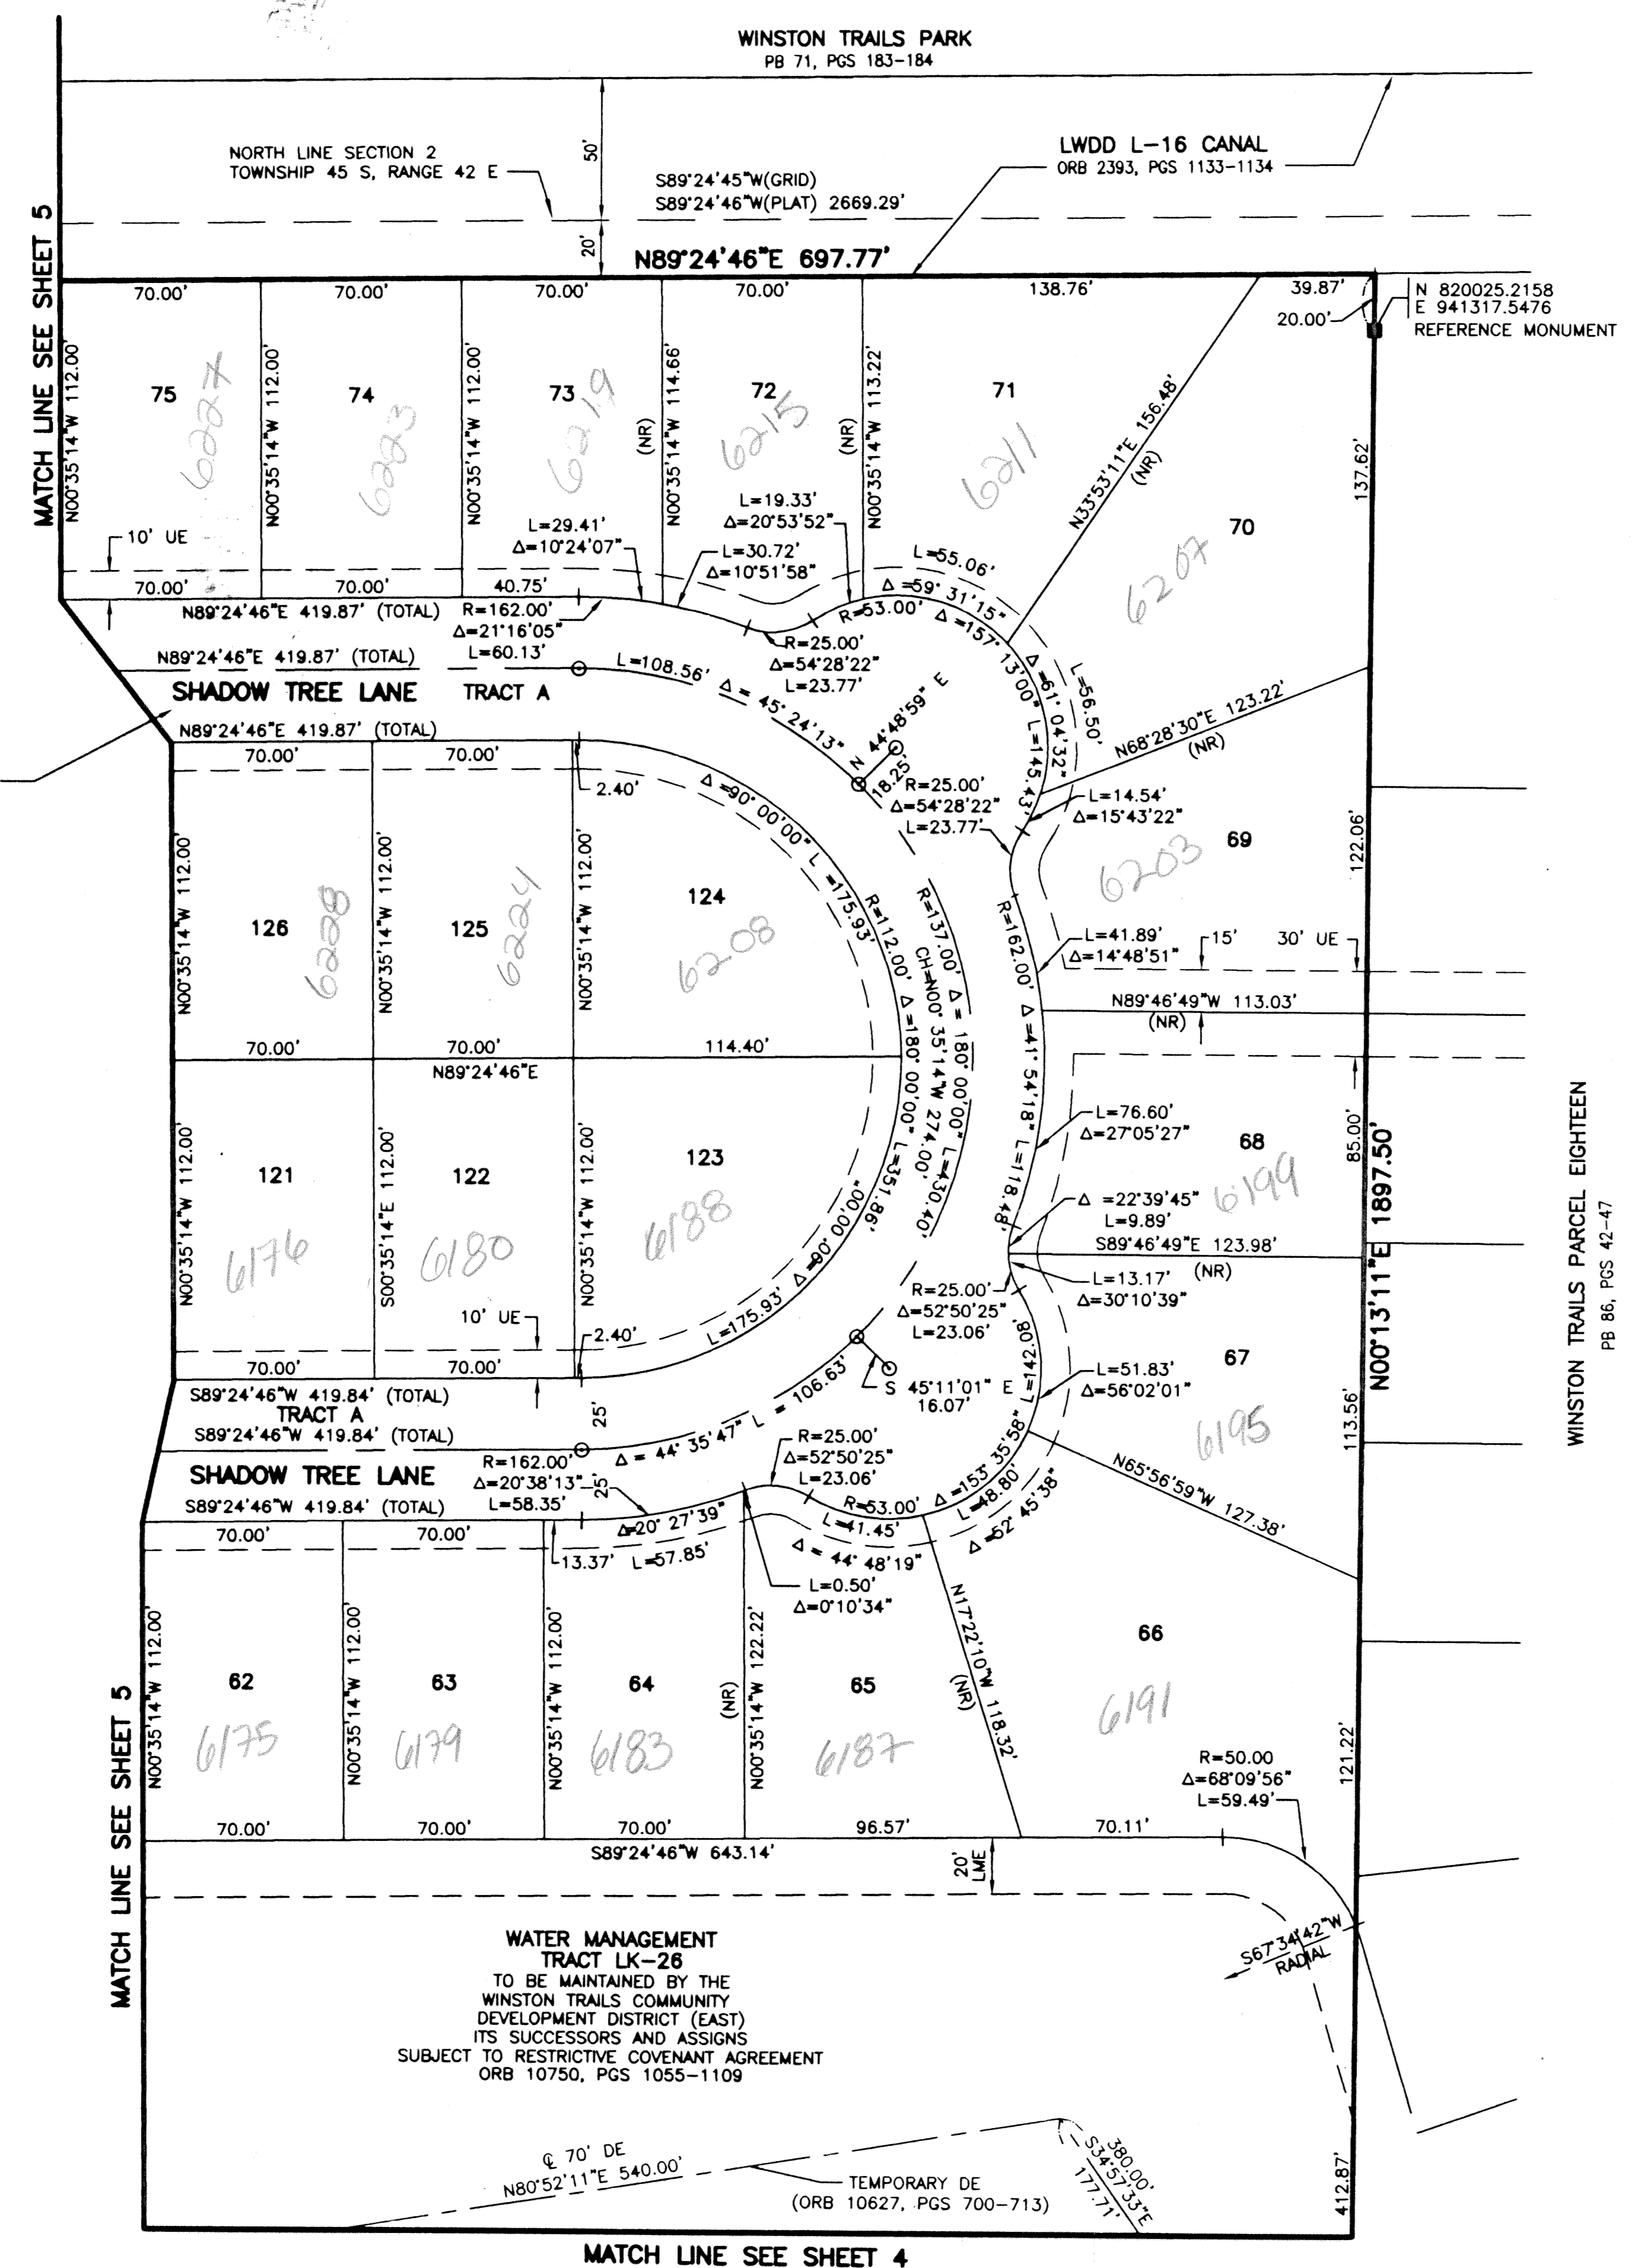 WINSTON TRAILS PARK
PB 71, PGS 183-184
NORTH LINE SECTION 2
TOWNSHIP 45 S, RANGE 42 E
50'
S89°24'45"W(GRID)
S89°24'46"W(PLAT) 2669.29'
LWDD L-16 CANAL
ORB 2393, PGS 1133-1134
20'
N89°24'46"E 697.77'
MATCH LINE SEE SHEET 5
70.00'
70.00'
70.00'
70.00'
138.76'
39.87'
20.00'
N 820025.2158
E 941317.5476
REFERENCE MONUMENT
N00°35'14"W 112.00'
75
6227
N00°35'14"W 112.00'
74
6223
N00°35'14"W 112.00'
73
6219
(NR)
N00°35'14"W 114.66'
72
6215
(NR)
N00°35'14"W 113.22'
71
6211
N33°53'11"E 156.48'
(NR)
70
6207
137.62'
10' UE
L=29.41'
Δ=10°24'07"
L=19.33'
Δ=20°53'52"
L=30.72'
Δ=10°51'58"
L=55.06'
Δ=59°31'15"
70.00'
70.00'
40.75'
N89°24'46"E 419.87' (TOTAL)
R=162.00'
Δ=21°16'05"
L=60.13'
R=25.00'
Δ=54°28'22"
L=23.77'
R=53.00'
Δ=157°13'00" L=145.43'
Δ=61°04'32"
L=56.50'
N89°24'46"E 419.87' (TOTAL)
SHADOW TREE LANE
TRACT A
N89°24'46"E 419.87' (TOTAL)
L=108.56'
Δ=45°24'13"
N 44°48'59" E
18.25'
R=25.00'
Δ=54°28'22"
L=23.77'
N68°28'30"E 123.22'
(NR)
L=14.54'
Δ=15°43'22"
69
6203
122.06'
70.00'
70.00'
2.40'
Δ=90°00'00" L=175.93'
N00°35'14"W 112.00'
126
6228
N00°35'14"W 112.00'
125
6224
N00°35'14"W 112.00'
124
6208
R=112.00' Δ=180°00'00" L=351.86'
R=137.00' Δ=180°00'00" L=430.40'
CH=N00°35'14"W 274.00'
R=162.00' Δ=41°54'18" L=118.48'
L=41.89'
Δ=14°48'51"
15'
30' UE
N89°46'49"W 113.03'
(NR)
70.00'
70.00'
114.40'
N89°24'46"E
N00°35'14"W 112.00'
121
6176
S00°35'14"E 112.00'
122
6180
N00°35'14"W 112.00'
123
6188
Δ=90°00'00"
L=175.93'
L=76.60'
Δ=27°05'27"
68
6199
85.00'
N00°13'11"E 1897.50'
WINSTON TRAILS PARCEL EIGHTEEN
PB 86, PGS 42-47
Δ=22°39'45"
L=9.89'
S89°46'49"E 123.98'
(NR)
L=13.17'
Δ=30°10'39"
R=25.00'
Δ=52°50'25"
L=23.06'
10' UE
2.40'
70.00'
70.00'
S89°24'46"W 419.84' (TOTAL)
TRACT A
S89°24'46"W 419.84' (TOTAL)
SHADOW TREE LANE
S89°24'46"W 419.84' (TOTAL)
25'
25'
S 45°11'01" E
16.07'
Δ=44°35'47" L=106.63'
R=162.00'
Δ=20°38'13"
L=58.35'
R=25.00'
Δ=52°50'25"
L=23.06'
R=53.00' Δ=153°35'58" L=142.08'
L=51.83'
Δ=56°02'01"
67
6195
113.56'
N65°56'59"W 127.38'
L=48.80'
Δ=52°45'38"
L=41.45'
Δ=44°48'19"
Δ=20°27'39"
L=57.85'
13.37'
70.00'
70.00'
L=0.50'
Δ=0°10'34"
MATCH LINE SEE SHEET 5
N00°35'14"W 112.00'
62
6175
N00°35'14"W 112.00'
63
6179
N00°35'14"W 112.00'
64
6183
(NR)
N00°35'14"W 122.22'
65
6187
N17°22'10"W 118.32'
(NR)
66
6191
121.22'
R=50.00
Δ=68°09'56"
L=59.49'
70.00'
70.00'
70.00'
96.57'
70.11'
S89°24'46"W 643.14'
20'
LME
S67°34'42"W
RADIAL
WATER MANAGEMENT
TRACT LK-26
TO BE MAINTAINED BY THE
WINSTON TRAILS COMMUNITY
DEVELOPMENT DISTRICT (EAST)
ITS SUCCESSORS AND ASSIGNS
SUBJECT TO RESTRICTIVE COVENANT AGREEMENT
ORB 10750, PGS 1055-1109
℄ 70' DE
N80°52'11"E 540.00'
TEMPORARY DE
(ORB 10627, PGS 700-713)
380.00'
S34°57'33"E
177.71'
412.87'
MATCH LINE SEE SHEET 4